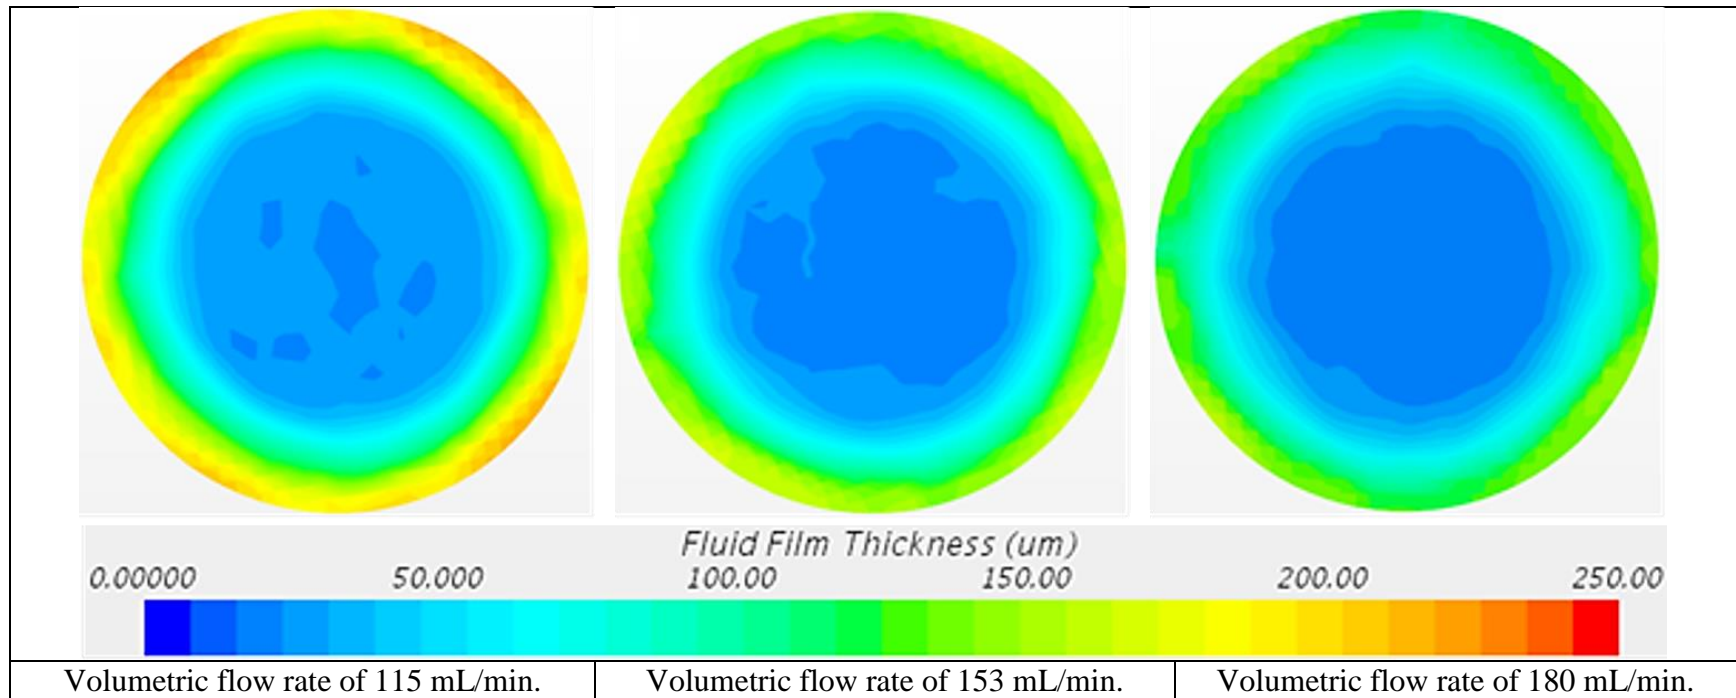 Fluid Film Thickness (um)
0.00000 50.000 100.00 150.00 200.00 250.00
Volumetric flow rate of 115 mL/min. Volumetric flow rate of 153 mL/min. Volumetric flow rate of 180 mL/min.